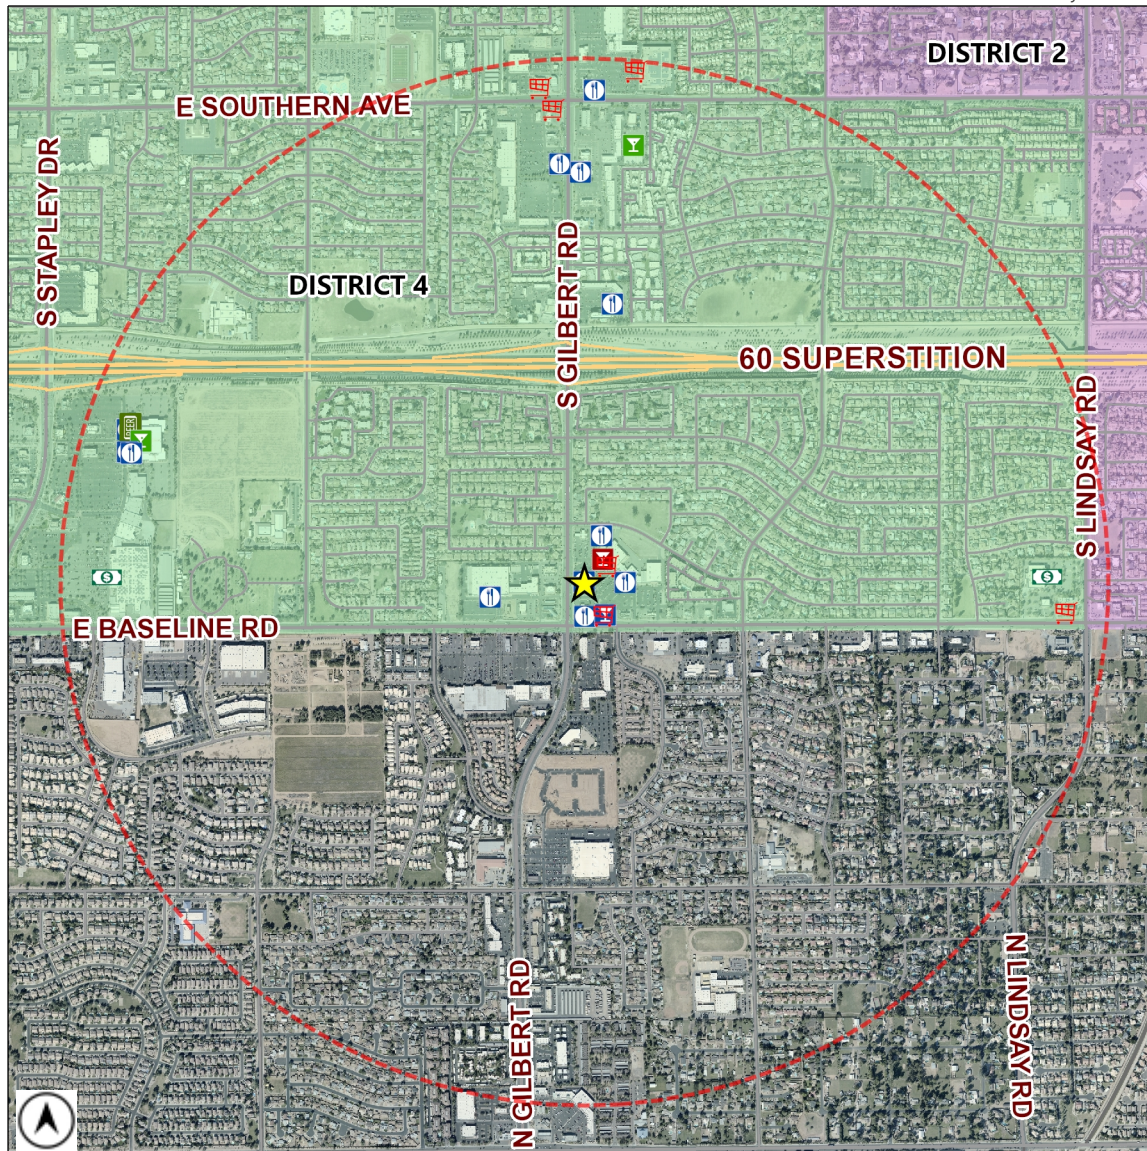 DISTRICT 2
E SOUTHERN AVE
S STAPLEY DR
DISTRICT 4
S GILBERT RD
60 SUPERSTITION
S LINDSAY RD
E BASELINE RD
N GILBERT RD
N LINDSAY RD